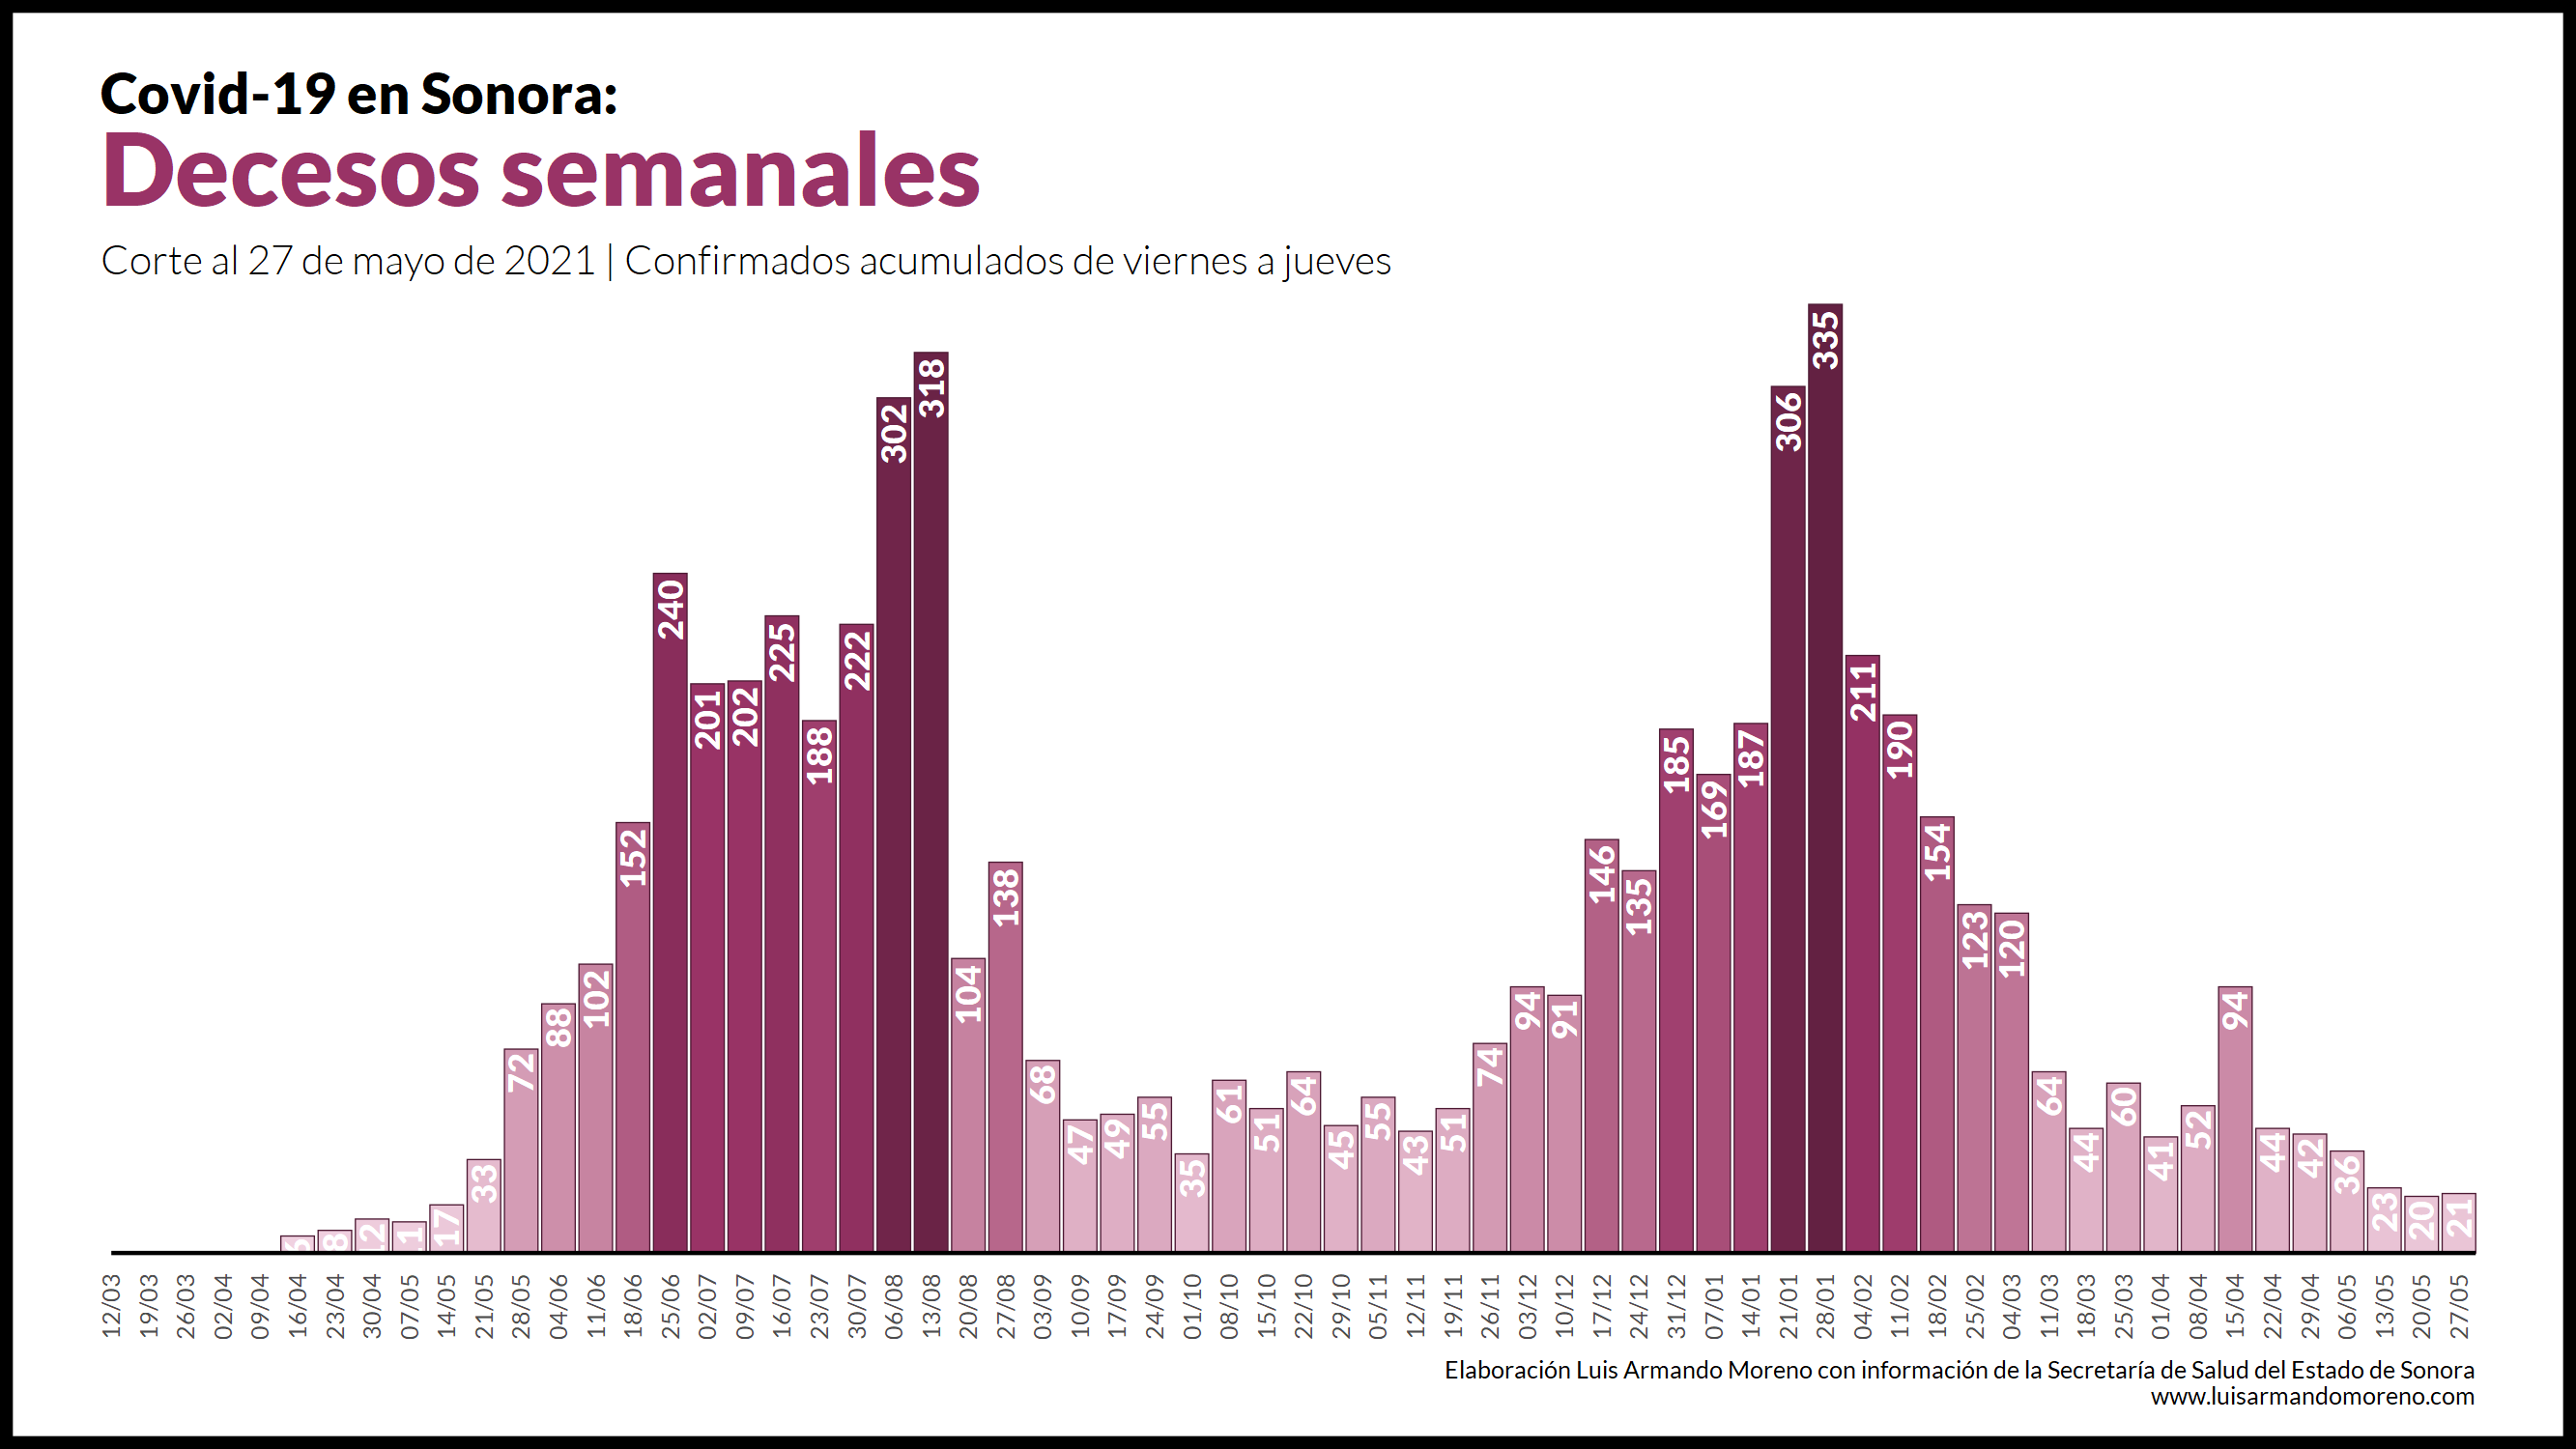 Covid-19 en Sonora:
Decesos semanales
Corte al 27 de mayo de 2021 | Confirmados acumulados de viernes a jueves
6 8 12 11 17 33 72 88 102 152 240 201 202 225 188 222 302 318 104 138 68 47 49 55 35 61 51 64 45 55 43 51 74 94 91 146 135 185 169 187 306 335 211 190 154 123 120 64 44 60 41 52 94 44 42 36 23 20 21
12/03 19/03 26/03 02/04 09/04 16/04 23/04 30/04 07/05 14/05 21/05 28/05 04/06 11/06 18/06 25/06 02/07 09/07 16/07 23/07 30/07 06/08 13/08 20/08 27/08 03/09 10/09 17/09 24/09 01/10 08/10 15/10 22/10 29/10 05/11 12/11 19/11 26/11 03/12 10/12 17/12 24/12 31/12 07/01 14/01 21/01 28/01 04/02 11/02 18/02 25/02 04/03 11/03 18/03 25/03 01/04 08/04 15/04 22/04 29/04 06/05 13/05 20/05 27/05
Elaboración Luis Armando Moreno con información de la Secretaría de Salud del Estado de Sonora
www.luisarmandomoreno.com